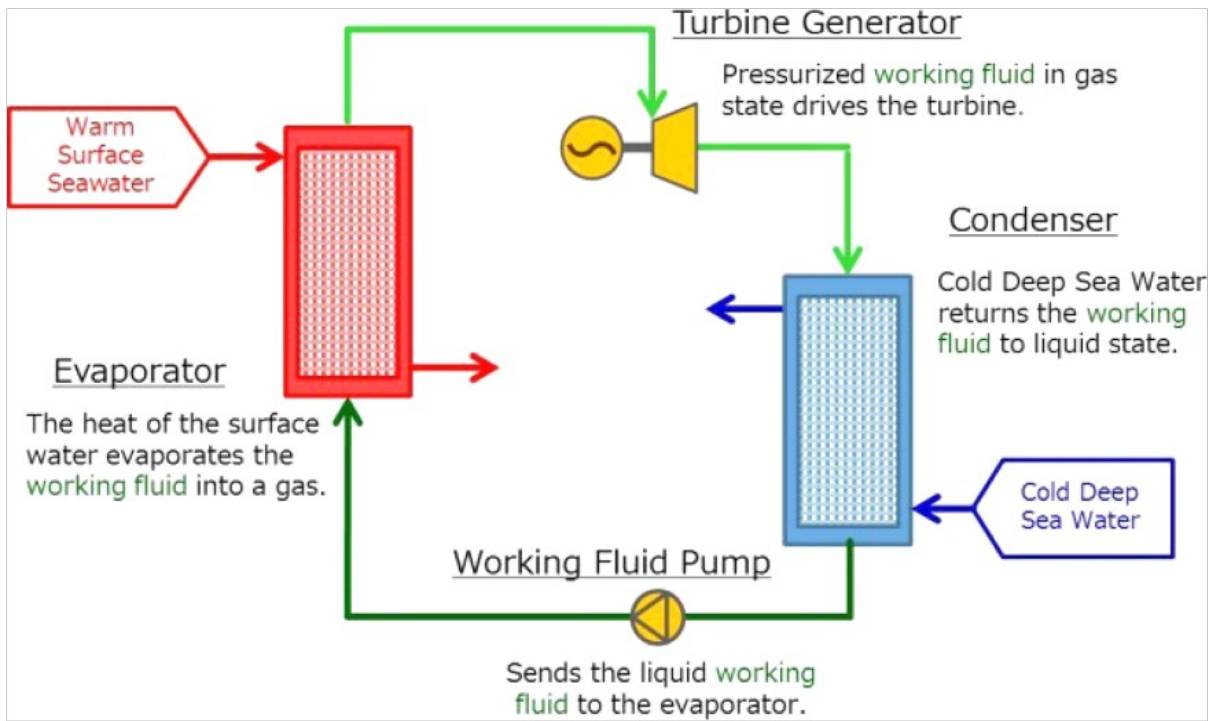 Turbine Generator
Pressurized working fluid in gas
state drives the turbine.
Warm
Surface
Seawater
Condenser
Cold Deep Sea Water
returns the working
fluid to liquid state.
Evaporator
The heat of the surface
water evaporates the
working fluid into a gas.
Cold Deep
Sea Water
Working Fluid Pump
Sends the liquid working
fluid to the evaporator.